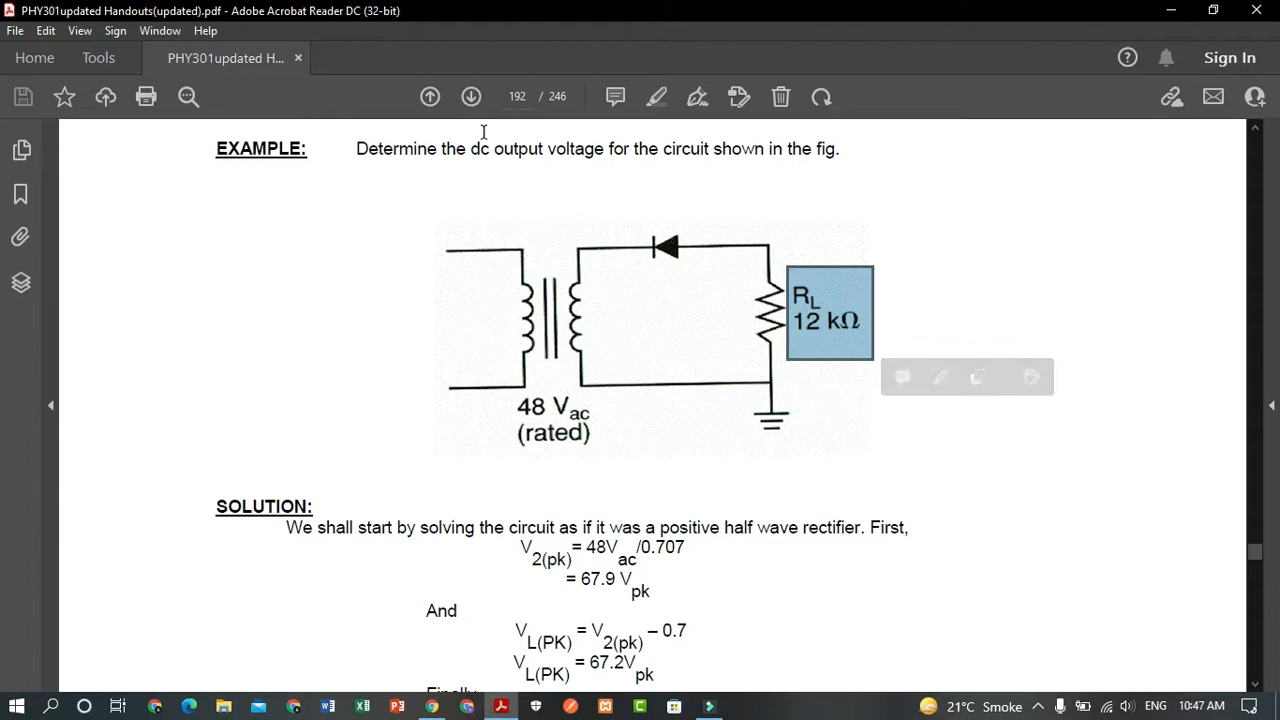 PHY301updated Handouts(updated).pdf - Adobe Acrobat Reader DC (32-bit)
File Edit View Sign Window Help
Home Tools PHY301updated H... × Sign In
192 / 246
EXAMPLE: Determine the dc output voltage for the circuit shown in the fig.
RL
12 kΩ
48 Vac
(rated)
SOLUTION:
We shall start by solving the circuit as if it was a positive half wave rectifier. First,
V2(pk) = 48Vac/0.707
= 67.9 Vpk
And
VL(PK) = V2(pk) – 0.7
VL(PK) = 67.2Vpk
Finally
21°C Smoke ENG 10:47 AM